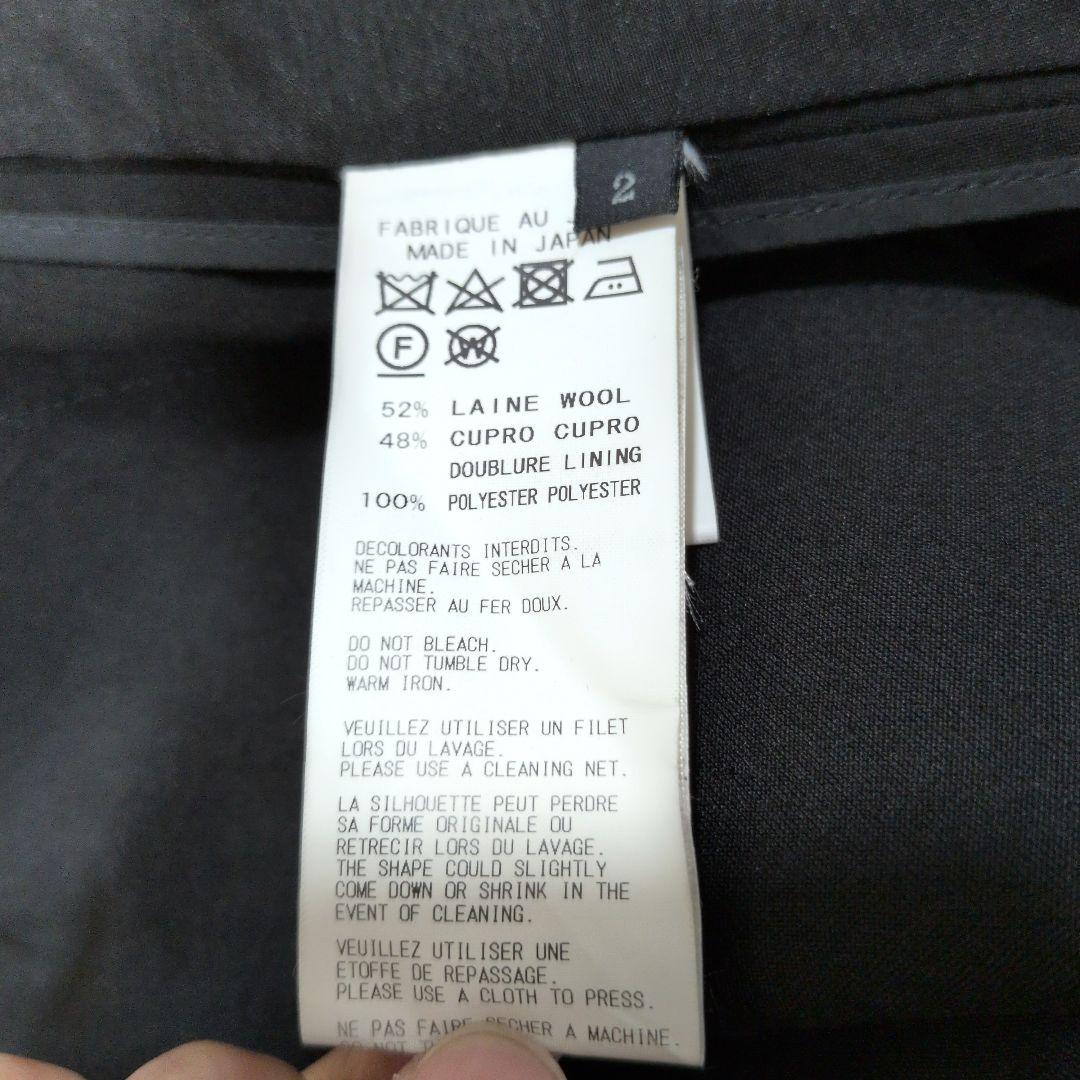 2
FABRIQUE AU
MADE IN JAPAN
F W
52% LAINE WOOL
48% CUPRO CUPRO
DOUBLURE LINING
100% POLYESTER POLYESTER
DECOLORANTS INTERDITS.
NE PAS FAIRE SECHER A LA
MACHINE.
REPASSER AU FER DOUX.
DO NOT BLEACH.
DO NOT TUMBLE DRY.
WARM IRON.
VEUILLEZ UTILISER UN FILET
LORS DU LAVAGE.
PLEASE USE A CLEANING NET.
LA SILHOUETTE PEUT PERDRE
SA FORME ORIGINALE OU
RETRECIR LORS DU LAVAGE.
THE SHAPE COULD SLIGHTLY
COME DOWN OR SHRINK IN THE
EVENT OF CLEANING.
VEUILLEZ UTILISER UNE
ETOFFE DE REPASSAGE.
PLEASE USE A CLOTH TO PRESS.
NE PAS FAIRE SECHER A MACHINE.